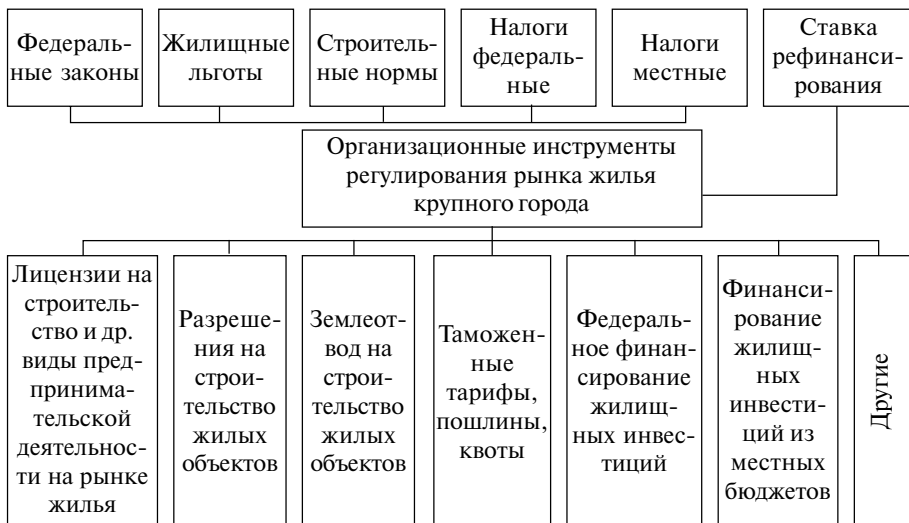 Федераль-
ные законы
Жилищные
льготы
Строитель-
ные нормы
Налоги
федераль-
ные
Налоги
местные
Ставка
рефинанси-
рования
Организационные инструменты
регулирования рынка жилья
крупного города
Лицензии на
строитель-
ство и др.
виды пред-
принима-
тельской
деятельнос-
ти на рынке
жилья
Разреше-
ния на
строи-
тельство
жилых
объектов
Землеот-
вод на
строи-
тельство
жилых
объектов
Таможен-
ные
тарифы,
пошлины,
квоты
Федераль-
ное финан-
сирование
жилищ-
ных инвес-
тиций
Финанси-
рование
жилищ-
ных
инвести-
ций из
местных
бюджетов
Другие